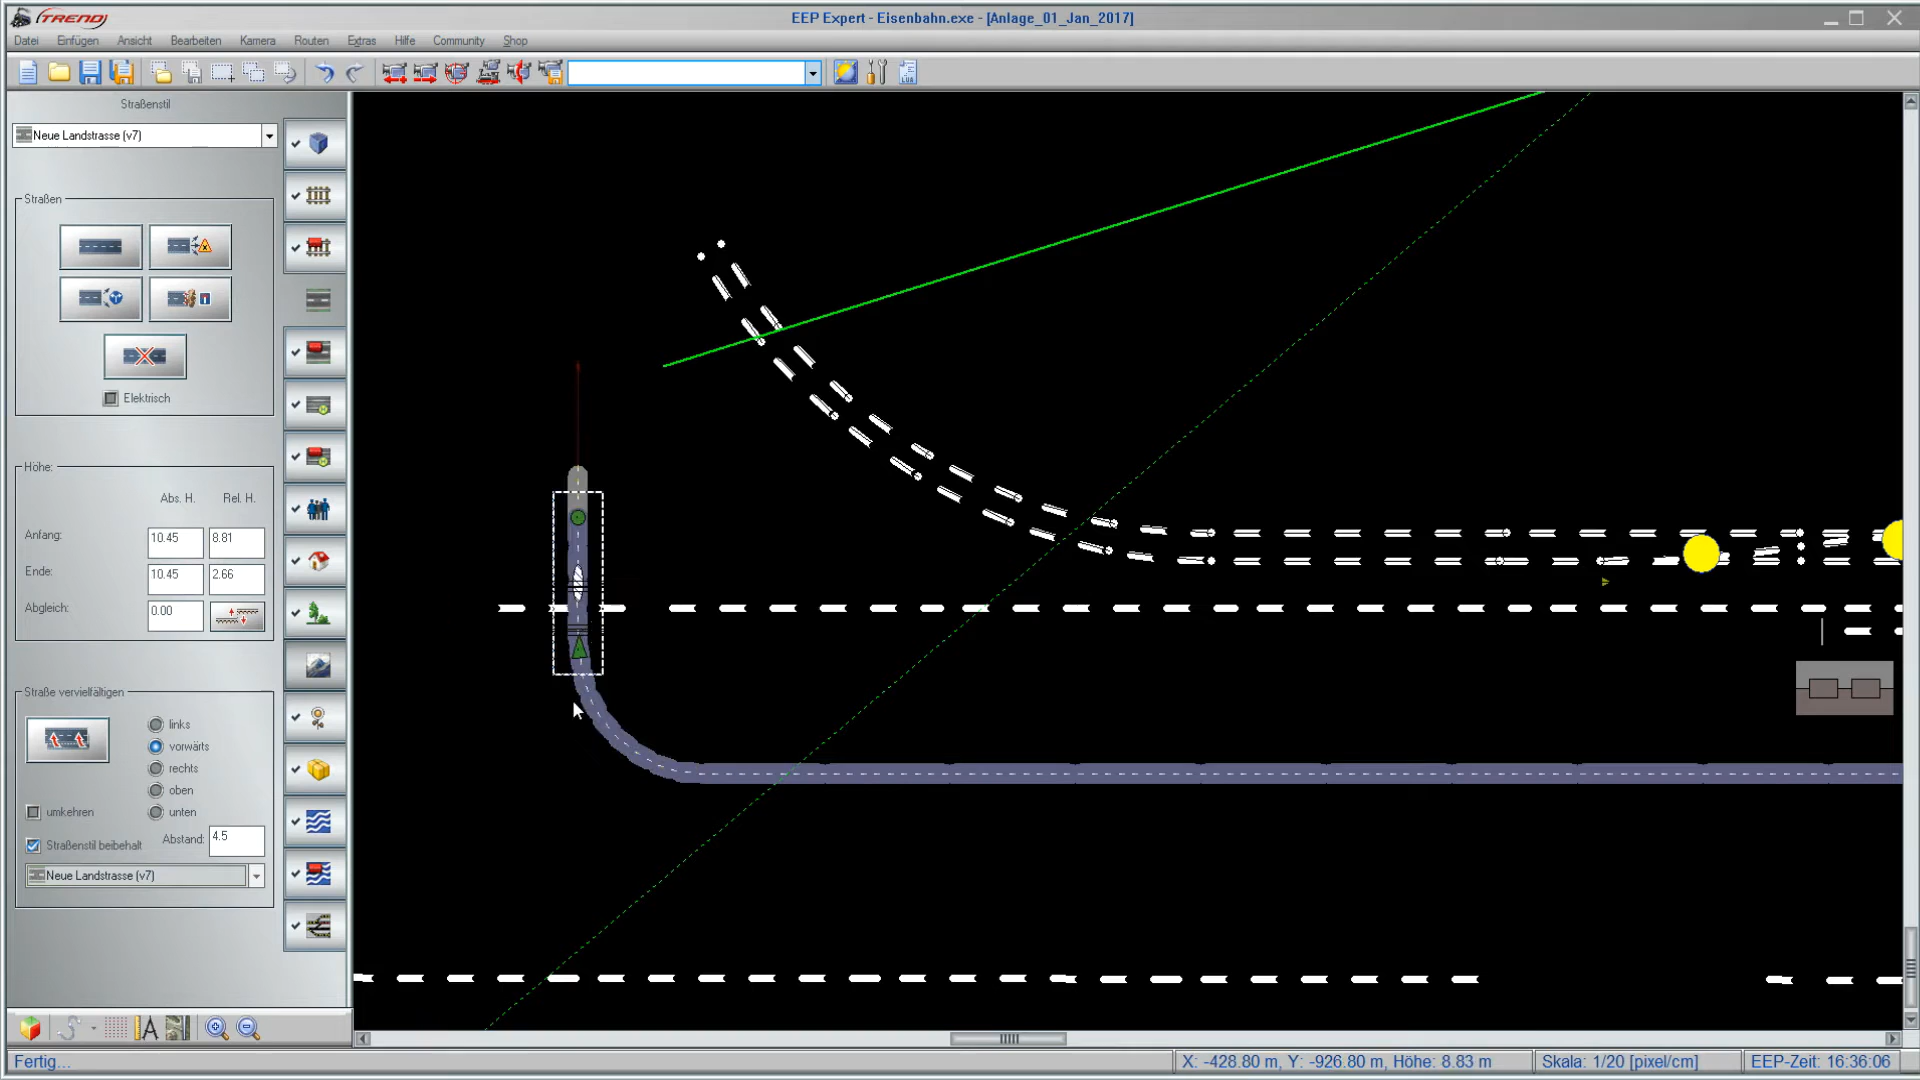 TREND
EEP Expert - Eisenbahn.exe - [Anlage_01_Jan_2017]
Datei Einfügen Ansicht Bearbeiten Kamera Routen Extras Hilfe Community Shop
Straßenstil
Neue Landstrasse (v7)
Straßen
Elektrisch
Höhe:
Abs. H. Rel. H.
Anfang: 10.45 8.81
Ende: 10.45 2.66
Abgleich: 0.00
Straße vervielfältigen
links
vorwärts
rechts
oben
umkehren unten
Straßenstil beibehalt Abstand: 4.5
Neue Landstrasse (v7)
Fertig...
X: -428.80 m, Y: -926.80 m, Höhe: 8.83 m
Skala: 1/20 [pixel/cm]
EEP-Zeit: 16:36:06